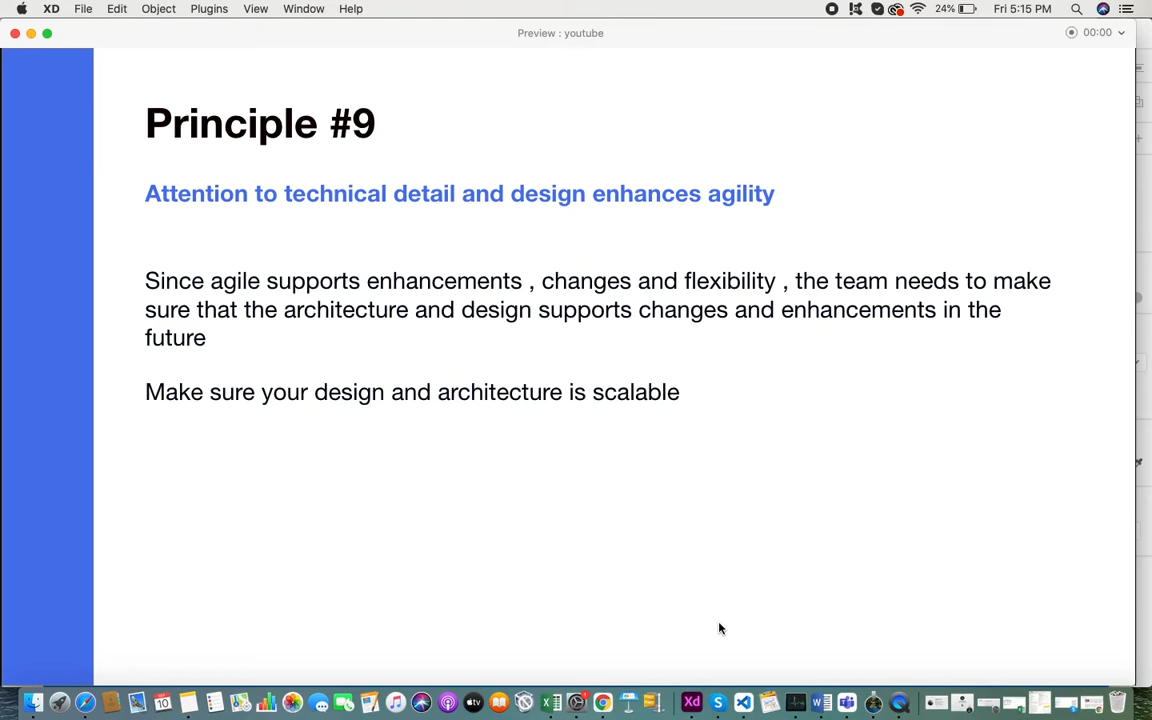 XD File Edit Object Plugins View Window Help 24% Fri 5:15 PM
Preview : youtube 00:00
Principle #9
Attention to technical detail and design enhances agility
Since agile supports enhancements , changes and flexibility , the team needs to make
sure that the architecture and design supports changes and enhancements in the
future
Make sure your design and architecture is scalable
10 tv Xd